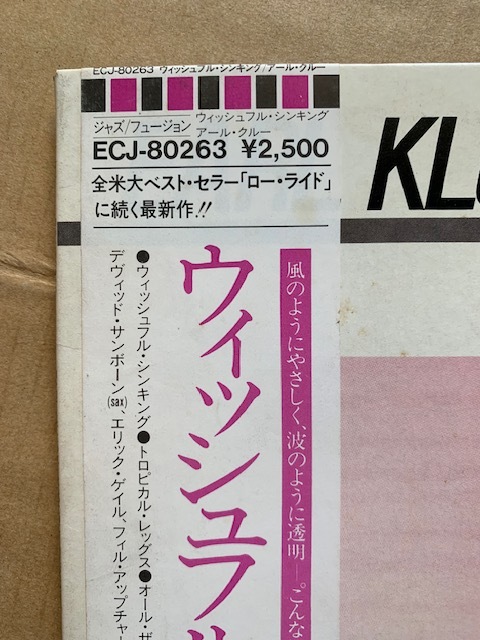 ECJ-80263 ウィッシュフル・シンキング/アール・クルー
ジャズ/フュージョン
ウィッシュフル・シンキング
アール・クルー
ECJ-80263 ¥2,500
全米大ベスト・セラー「ロー・ライド」
に続く最新作!!
KL
風のようにやさしく、波のように透明—。こんな
ウィッシュフ
●ウィッシュフル・シンキング●トロピカル・レッグス●オール・ザ
デヴィッド・サンボーン(sax)、エリック・ゲイル、フィル・アップチャー